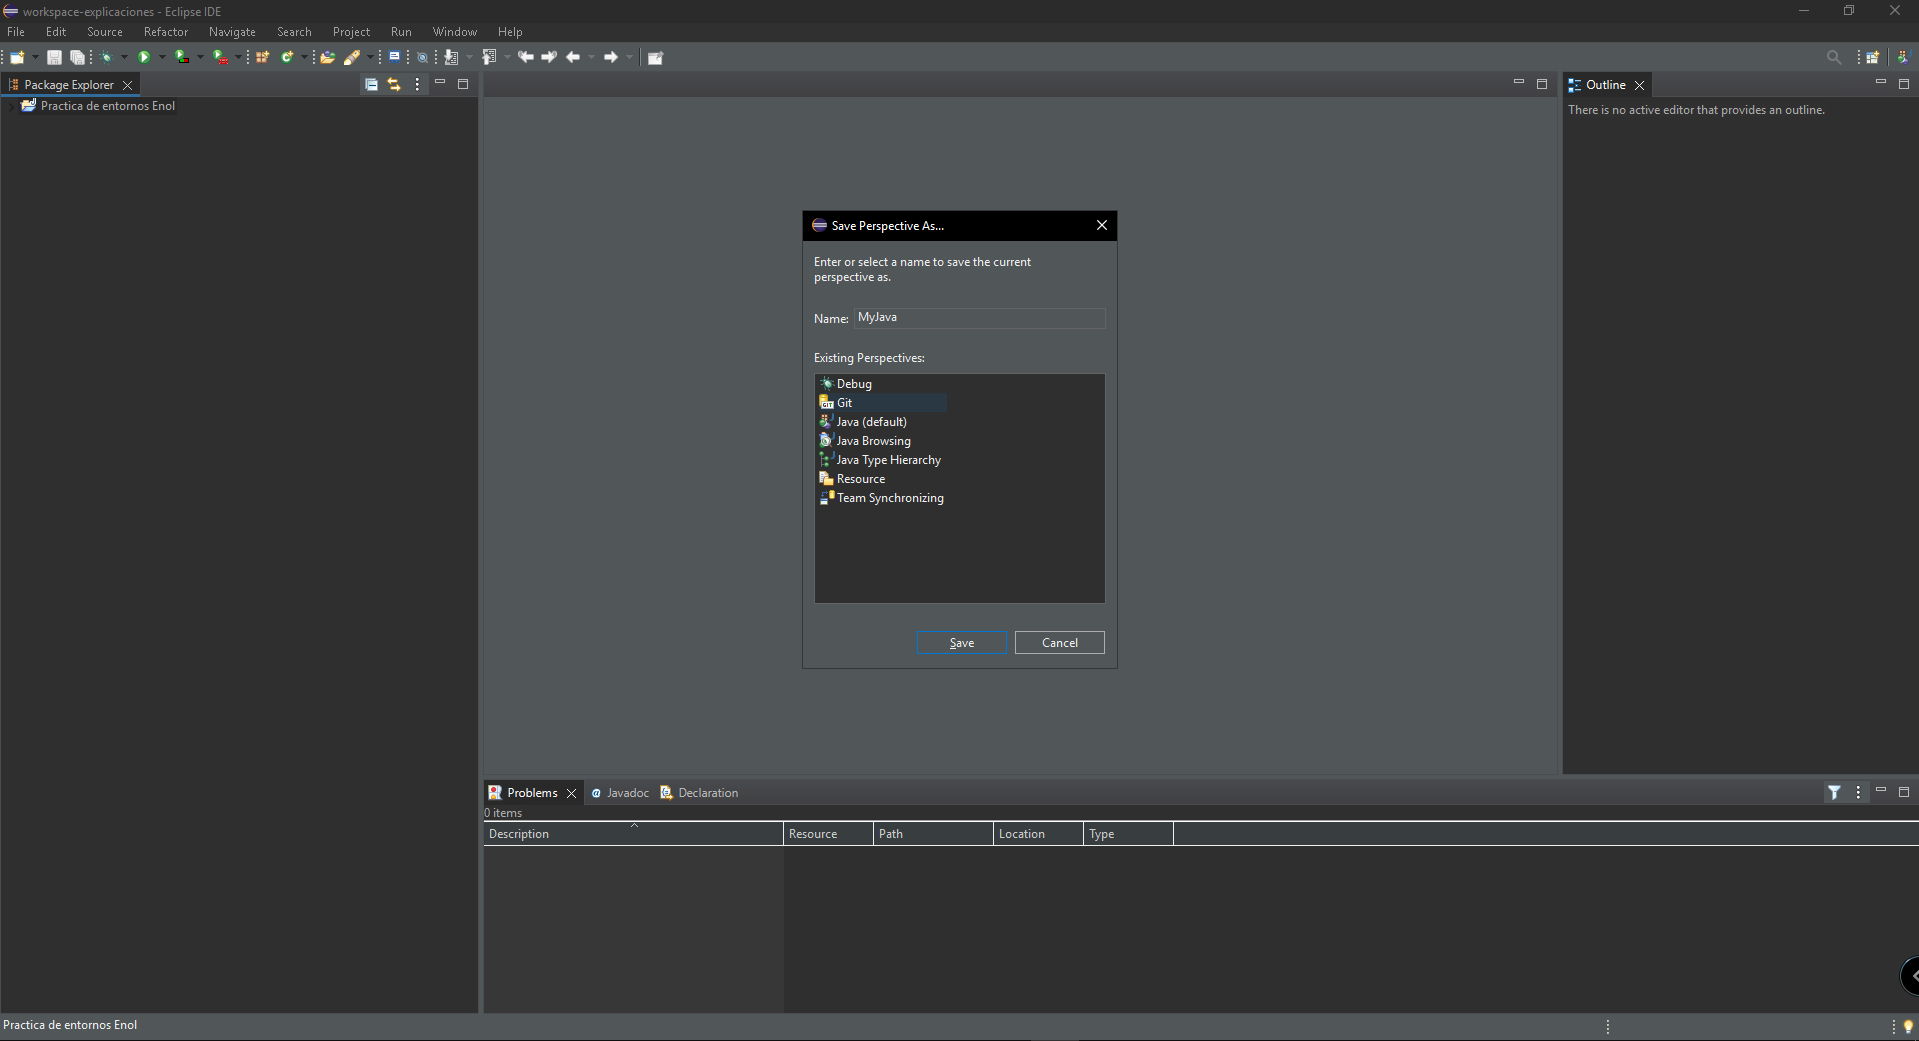 workspace-explicaciones - Eclipse IDE
File Edit Source Refactor Navigate Search Project Run Window Help
Package Explorer
Practica de entornos Enol
Outline
There is no active editor that provides an outline.
Save Perspective As...
Enter or select a name to save the current
perspective as.
Name: MyJava
Existing Perspectives:
Debug
Git
Java (default)
Java Browsing
Java Type Hierarchy
Resource
Team Synchronizing
Save Cancel
Problems Javadoc Declaration
0 items
Description Resource Path Location Type
Practica de entornos Enol